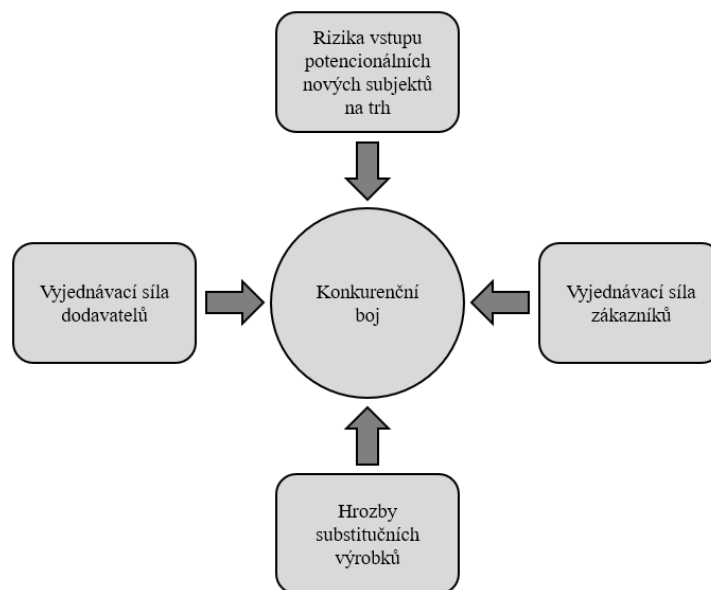 Rizika vstupu
potencionálních
nových subjektů
na trh
Vyjednávací síla
dodavatelů
Konkurenční
boj
Vyjednávací síla
zákazníků
Hrozby
substitučních
výrobků